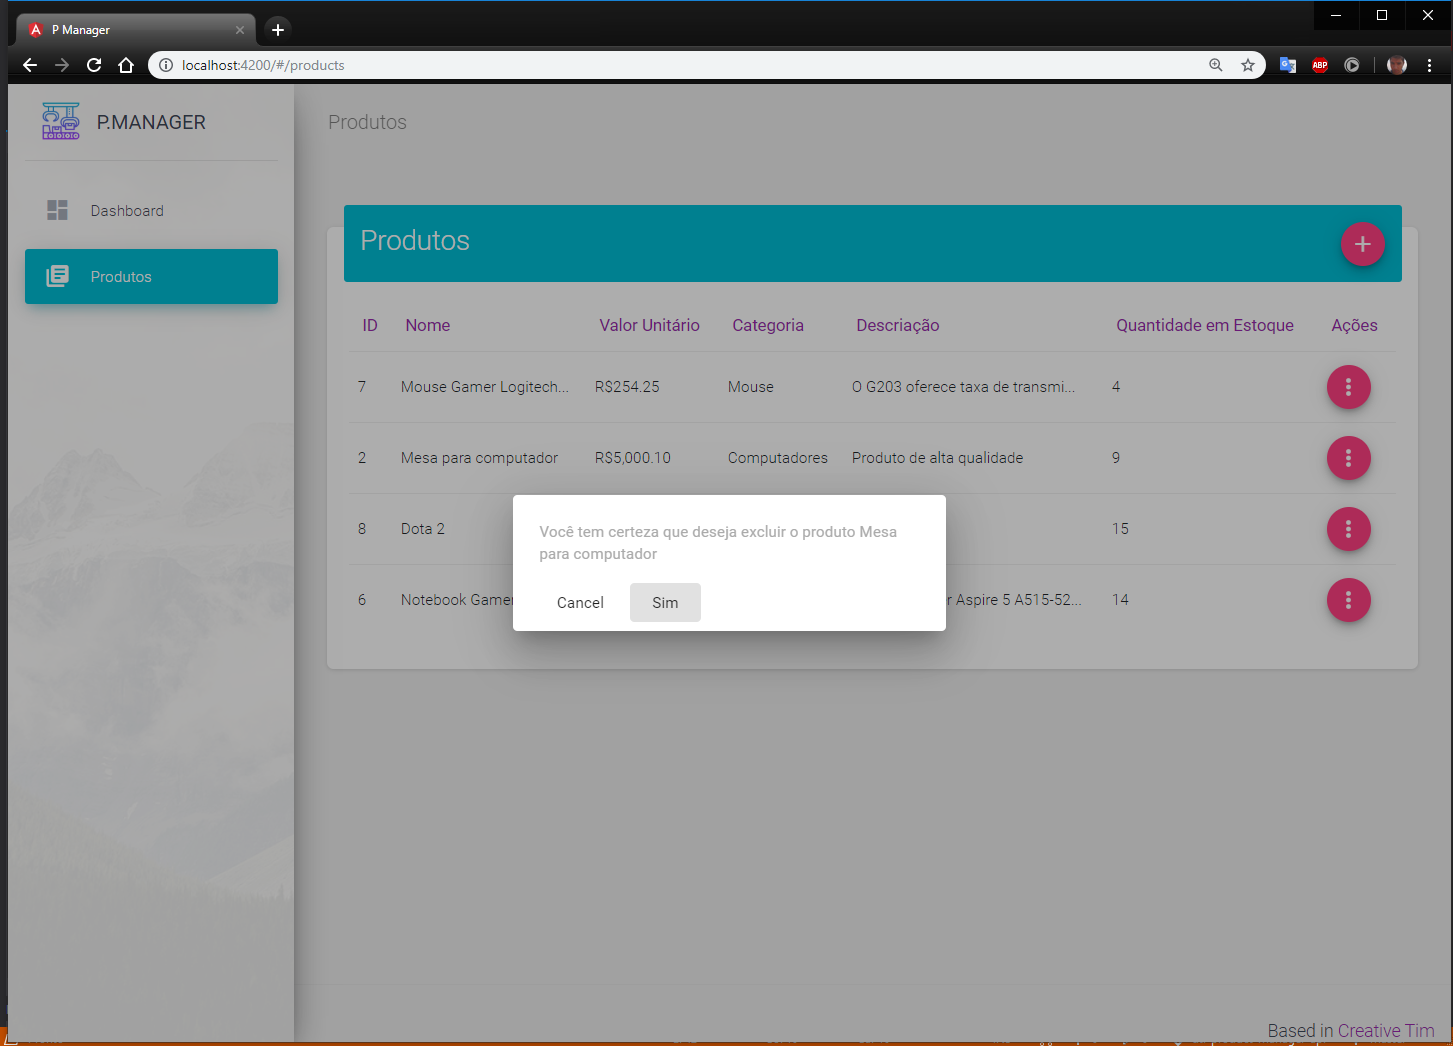 P Manager
localhost:4200/#/products
ABP
P.MANAGER
Produtos
Dashboard
Produtos
Produtos
ID Nome Valor Unitário Categoria Descriação Quantidade em Estoque Ações
7 Mouse Gamer Logitech... R$254.25 Mouse O G203 oferece taxa de transmi... 4
2 Mesa para computador R$5,000.10 Computadores Produto de alta qualidade 9
8 Dota 2 15
6 Notebook Gamer Aspire 5 A515-52... 14
Você tem certeza que deseja excluir o produto Mesa
para computador
Cancel Sim
Based in Creative Tim